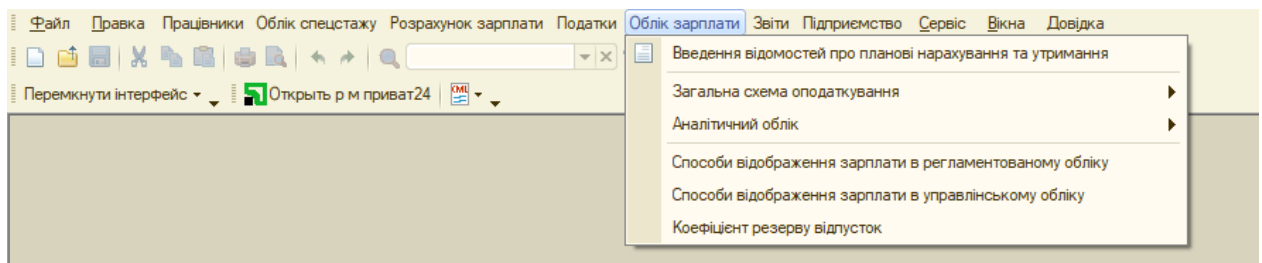 Файл Правка Працівники Облік спецстажу Розрахунок зарплати Податки Облік зарплати Звіти Підприємство Сервіс Вікна Довідка
Введення відомостей про планові нарахування та утримання
Перемкнути інтерфейс Открыть р м приват24 XML
Загальна схема оподаткування
Аналітичний облік
Способи відображення зарплати в регламентованому обліку
Способи відображення зарплати в управлінському обліку
Коефіцієнт резерву відпусток